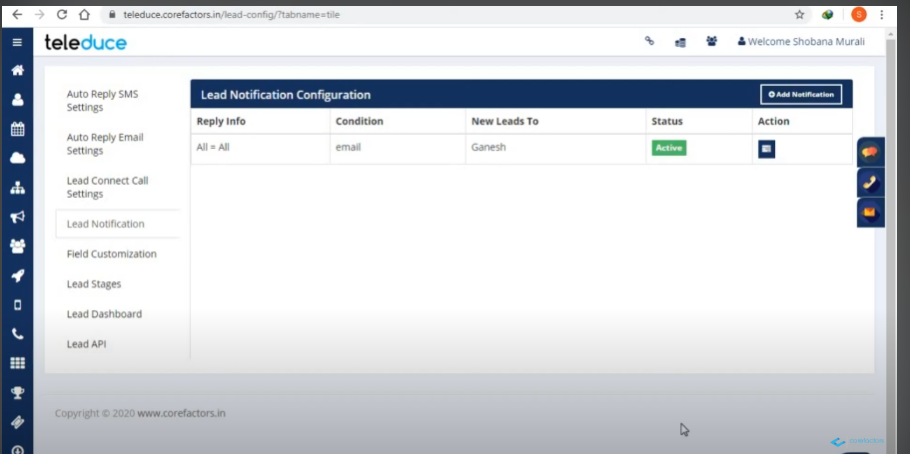 teleduce.corefactors.in/lead-config/?tabname=tile
S
teleduce
Welcome Shobana Murali
Auto Reply SMS
Settings
Auto Reply Email
Settings
Lead Connect Call
Settings
Lead Notification
Field Customization
Lead Stages
Lead Dashboard
Lead API
Lead Notification Configuration
Add Notification
Reply Info Condition New Leads To Status Action
All = All email Ganesh Active
Copyright © 2020 www.corefactors.in
corefactors